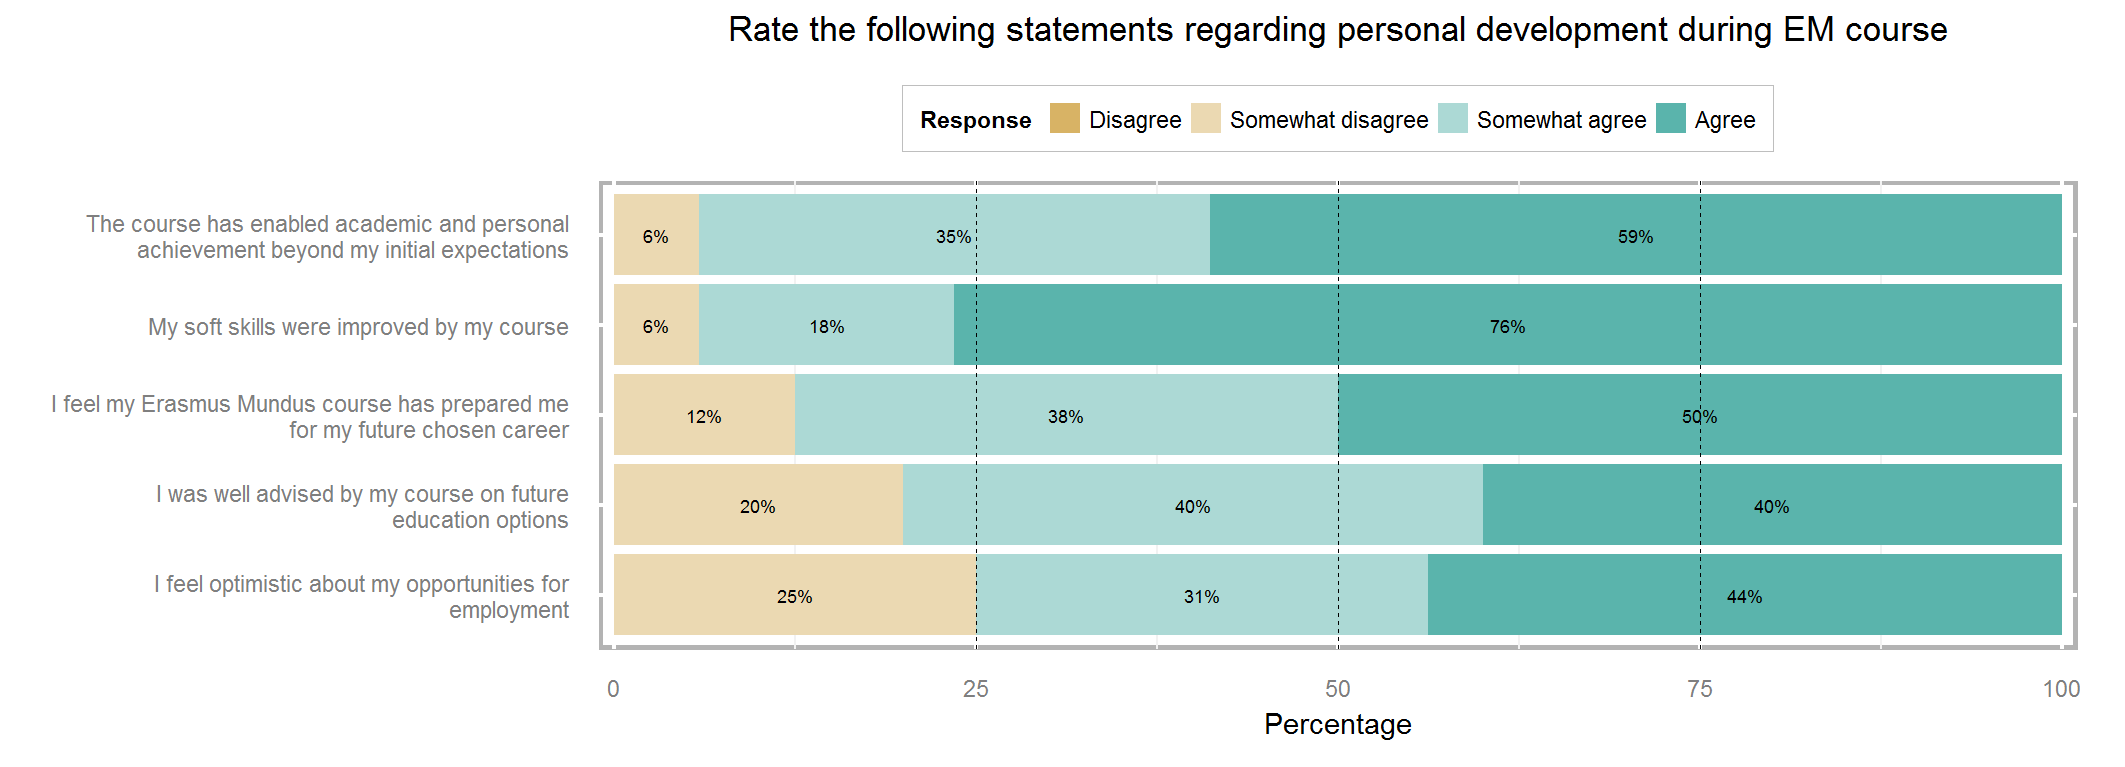 Rate the following statements regarding personal development during EM course
Response Disagree Somewhat disagree Somewhat agree Agree
The course has enabled academic and personal
achievement beyond my initial expectations
6% 35% 59%
My soft skills were improved by my course
6% 18% 76%
I feel my Erasmus Mundus course has prepared me
for my future chosen career
12% 38% 50%
I was well advised by my course on future
education options
20% 40% 40%
I feel optimistic about my opportunities for
employment
25% 31% 44%
0 25 50 75 100
Percentage